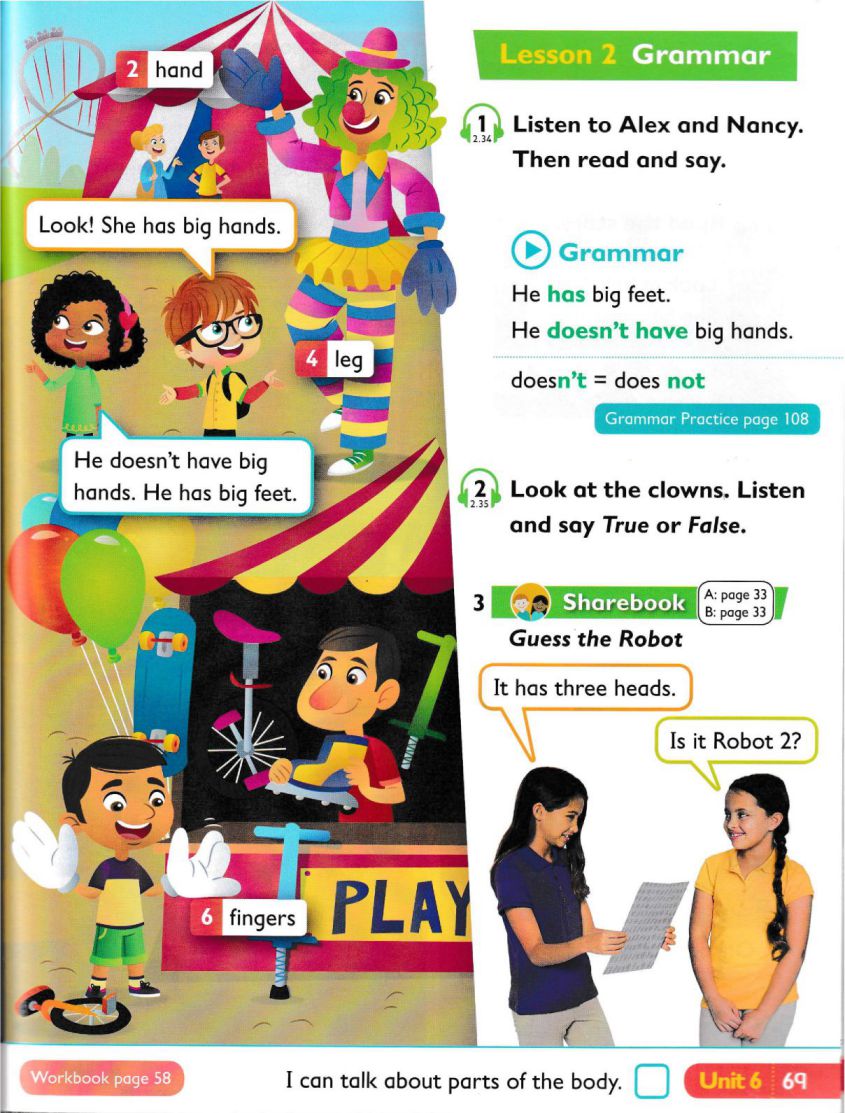 2 hand
Look! She has big hands.
4 leg
He doesn't have big
hands. He has big feet.
6 fingers
PLAY
Lesson 2 Grammar
1 Listen to Alex and Nancy.
2.34
Then read and say.
Grammar
He has big feet.
He doesn't have big hands.
doesn't = does not
Grammar Practice page 108
2 Look at the clowns. Listen
2.35
and say True or False.
3 Sharebook
A: page 33
B: page 33
Guess the Robot
It has three heads.
Is it Robot 2?
Workbook page 58
I can talk about parts of the body.
Unit 6 69